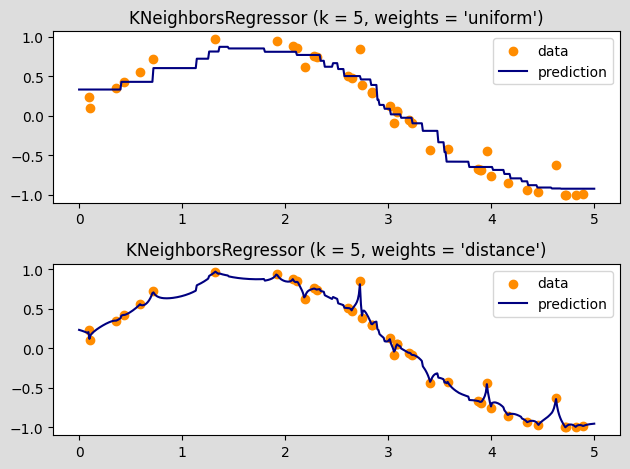 KNeighborsRegressor (k = 5, weights = 'uniform')
1.0
0.5
0.0
−0.5
−1.0
data
prediction
0 1 2 3 4 5
KNeighborsRegressor (k = 5, weights = 'distance')
1.0
0.5
0.0
−0.5
−1.0
data
prediction
0 1 2 3 4 5